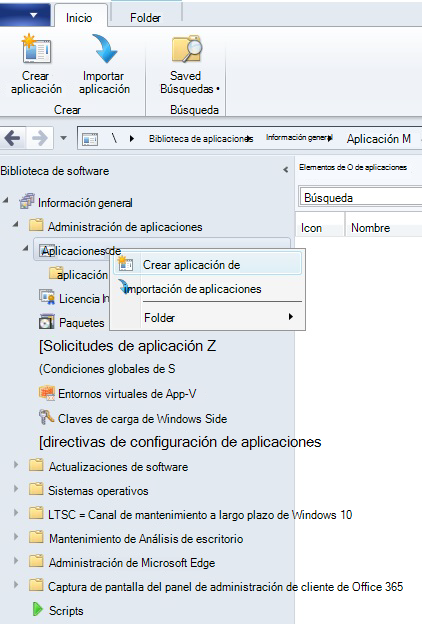 Inicio
Folder
Crear aplicación
Importar aplicación
Saved Búsquedas
Crear
Búsqueda
\ Biblioteca de aplicaciones Información general Aplicación M
Biblioteca de software
Elementos de O de aplicaciones
Búsqueda
Icon Nombre
Información general
Administración de aplicaciones
Aplicaciones de
Crear aplicación de
aplicación
Importación de aplicaciones
Licencia
Paquetes
Folder
[Solicitudes de aplicación Z
(Condiciones globales de S
Entornos virtuales de App-V
Claves de carga de Windows Side
[directivas de configuración de aplicaciones
Actualizaciones de software
Sistemas operativos
LTSC = Canal de mantenimiento a largo plazo de Windows 10
Mantenimiento de Análisis de escritorio
Administración de Microsoft Edge
Captura de pantalla del panel de administración de cliente de Office 365
Scripts